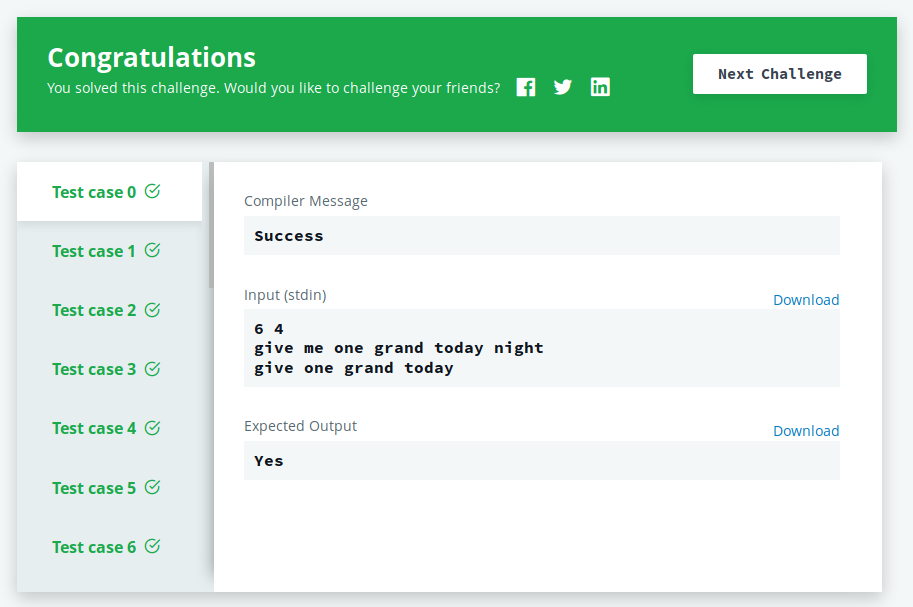 Congratulations
You solved this challenge. Would you like to challenge your friends?
Next Challenge
Test case 0
Test case 1
Test case 2
Test case 3
Test case 4
Test case 5
Test case 6
Compiler Message
Success
Input (stdin)
Download
6 4
give me one grand today night
give one grand today
Expected Output
Download
Yes